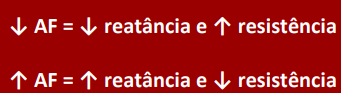 ↓ AF = ↓ reatância e ↑ resistência
↑ AF = ↑ reatância e ↓ resistência